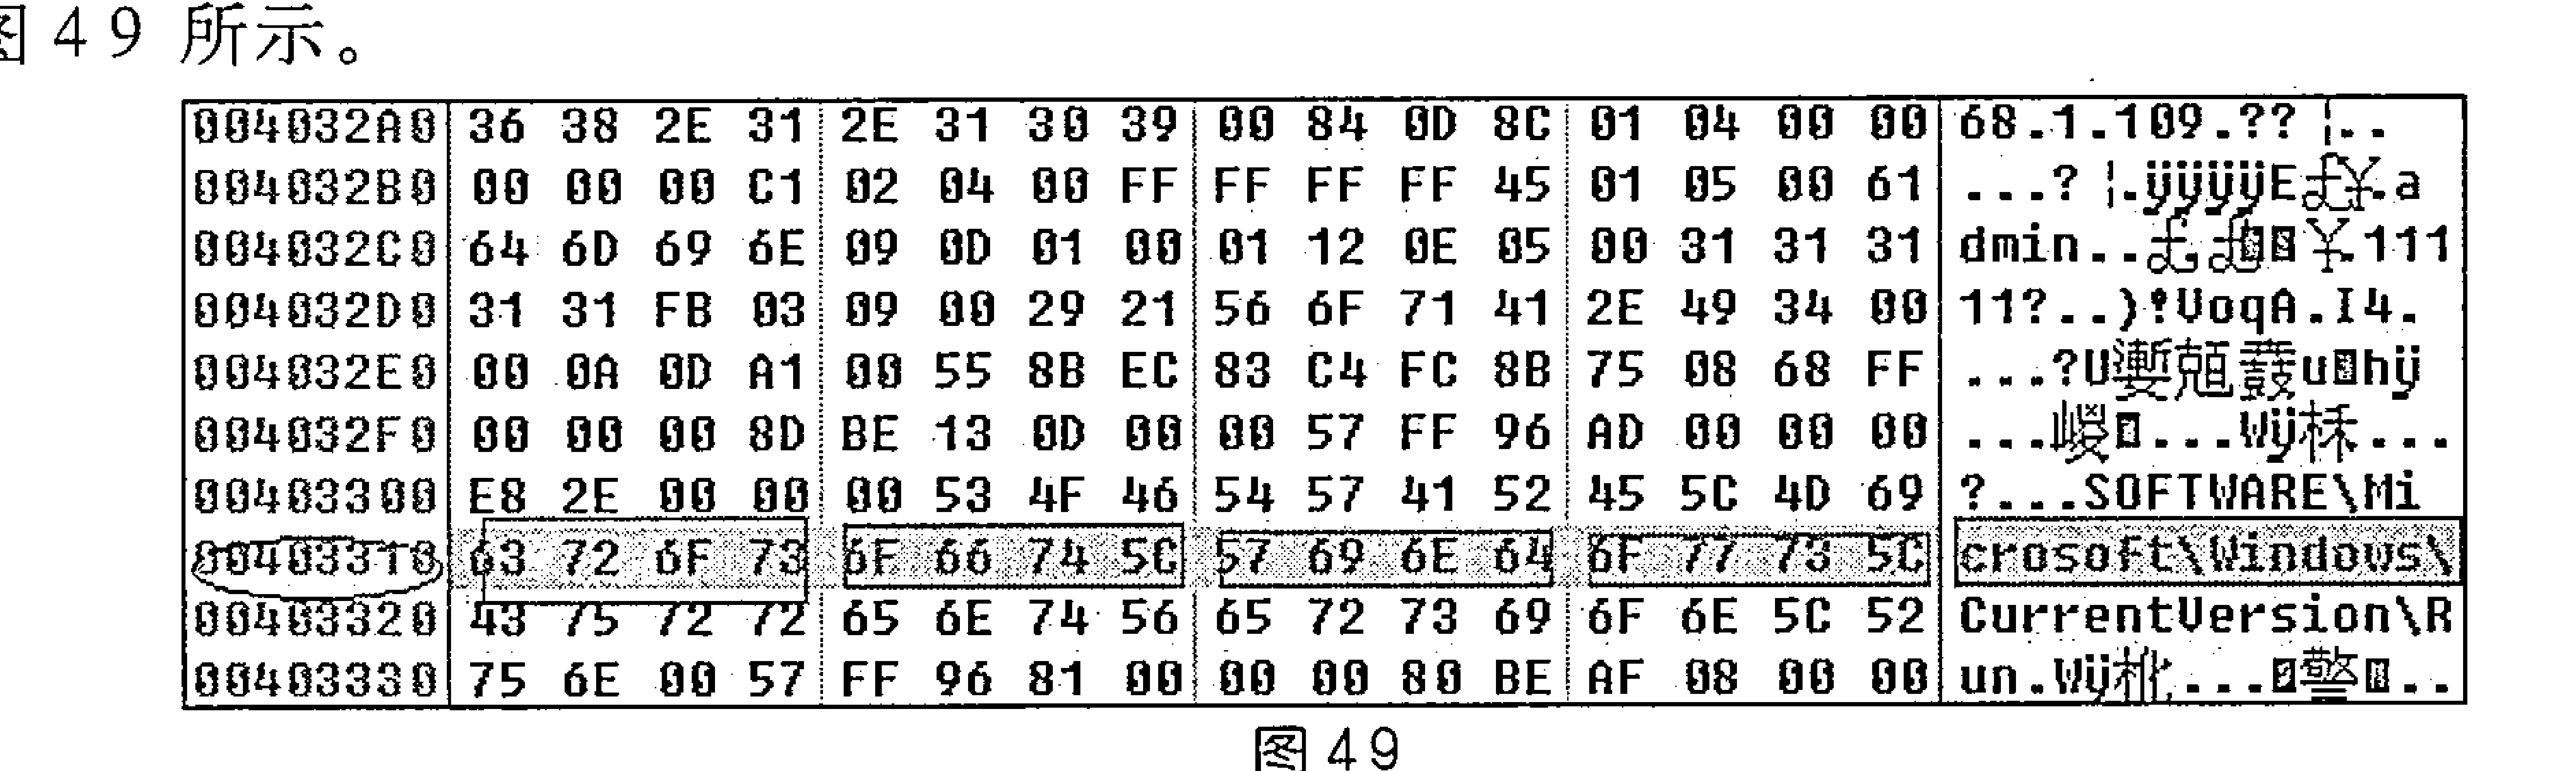 图49 所示。
004032A0 36 38 2E 31 2E 31 30 39 00 84 0D 8C 01 04 00 00 68.1.109.?? ¦..
004032B0 00 00 00 C1 02 04 00 FF FF FF FF 45 01 05 00 61 ...? ¦.ÿÿÿÿE.a
004032C0 64 6D 69 6E 09 0D 01 00 01 12 0E 05 00 31 31 31 dmin...111
004032D0 31 31 FB 03 09 00 29 21 56 6F 71 41 2E 49 34 00 11?..)!VoqA.I4.
004032E0 00 0A 0D A1 00 55 8B EC 83 C4 FC 8B 75 08 68 FF ...?Uuhÿ
004032F0 00 00 00 8D BE 13 0D 00 00 57 FF 96 AD 00 00 00 ......Wÿ...
00403300 E8 2E 00 00 00 53 4F 46 54 57 41 52 45 5C 4D 69 ?...SOFTWARE\Mi
00403310 63 72 6F 73 6F 66 74 5C 57 69 6E 64 6F 77 73 5C crosoft\Windows\
00403320 43 75 72 72 65 6E 74 56 65 72 73 69 6F 6E 5C 52 CurrentVersion\R
00403330 75 6E 00 57 FF 96 81 00 00 00 80 BE AF 08 00 00 un.Wÿ.....
图49